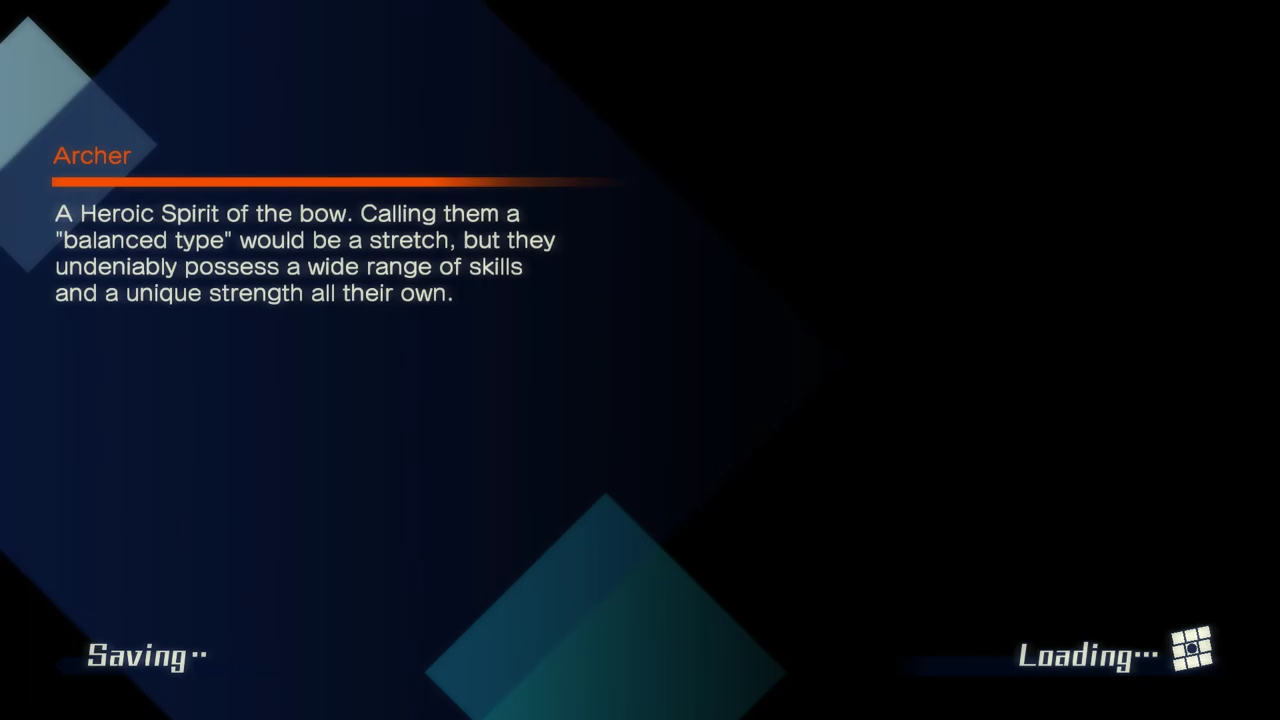 Archer
A Heroic Spirit of the bow. Calling them a
"balanced type" would be a stretch, but they
undeniably possess a wide range of skills
and a unique strength all their own.
Saving··
Loading···